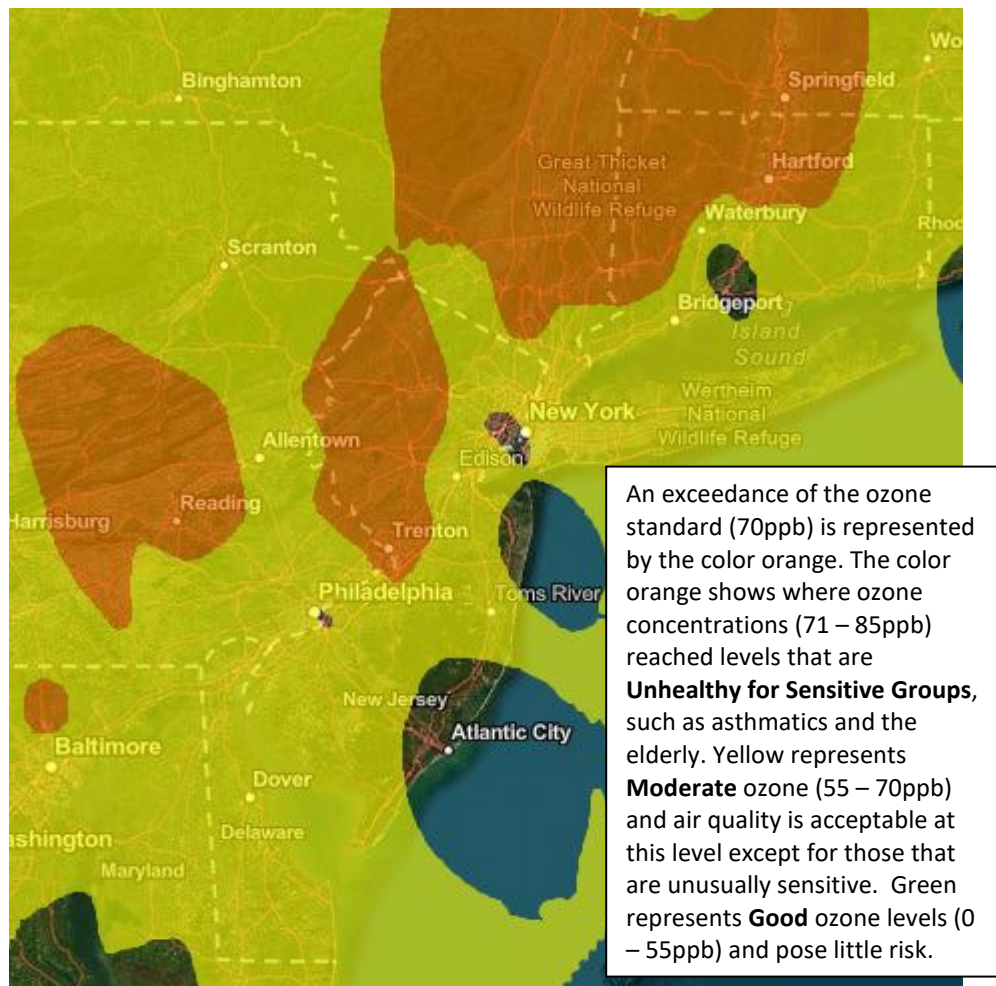 Wo
Binghamton
Springfield
Great Thicket
National
Wildlife Refuge
Hartford
Waterbury
Rhod
Scranton
Bridgeport
Island
Sound
Wertheim
National
Wildlife Refuge
New York
Allentown
Edison
Reading
Harrisburg
Trenton
Philadelphia
Toms River
New Jersey
Atlantic City
Baltimore
Dover
ashington
Delaware
Maryland
An exceedance of the ozone
standard (70ppb) is represented
by the color orange. The color
orange shows where ozone
concentrations (71 – 85ppb)
reached levels that are
Unhealthy for Sensitive Groups,
such as asthmatics and the
elderly. Yellow represents
Moderate ozone (55 – 70ppb)
and air quality is acceptable at
this level except for those that
are unusually sensitive.  Green
represents Good ozone levels (0
– 55ppb) and pose little risk.